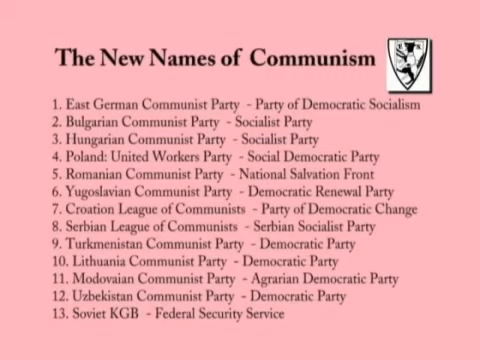 The New Names of Communism
1. East German Communist Party - Party of Democratic Socialism
2. Bulgarian Communist Party - Socialist Party
3. Hungarian Communist Party - Socialist Party
4. Poland: United Workers Party - Social Democratic Party
5. Romanian Communist Party - National Salvation Front
6. Yugoslavian Communist Party - Democratic Renewal Party
7. Croation League of Communists - Party of Democratic Change
8. Serbian League of Communists - Serbian Socialist Party
9. Turkmenistan Communist Party - Democratic Party
10. Lithuania Communist Party - Democratic Party
11. Modovaian Communist Party - Agrarian Democratic Party
12. Uzbekistan Communist Party - Democratic Party
13. Soviet KGB - Federal Security Service